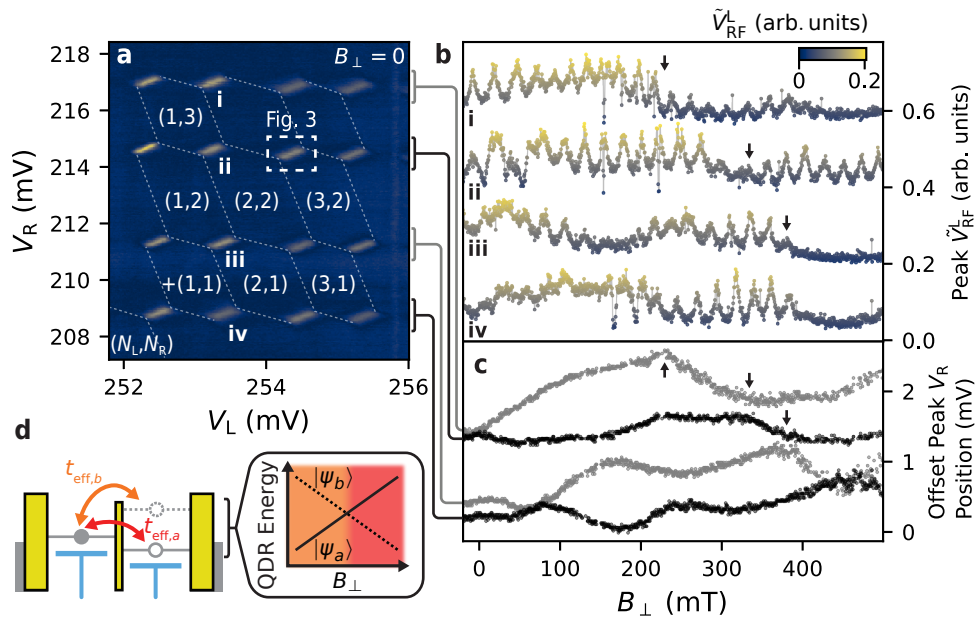 Ṽ_RF^L (arb. units)
0
0.2
a
B⊥ = 0
b
c
d
218
216
214
212
210
208
V_R (mV)
252
254
256
V_L (mV)
i
ii
iii
iv
Fig. 3
(1,3)
(1,2)
(2,2)
(3,2)
+(1,1)
(2,1)
(3,1)
(N_L,N_R)
i
ii
iii
iv
0.6
0.4
0.2
0.0
Peak Ṽ_RF^L (arb. units)
2
1
0
Offset Peak V_R
Position (mV)
0
100
200
300
400
B⊥ (mT)
t_eff,b
t_eff,a
QDR Energy
|ψ_b⟩
|ψ_a⟩
B⊥